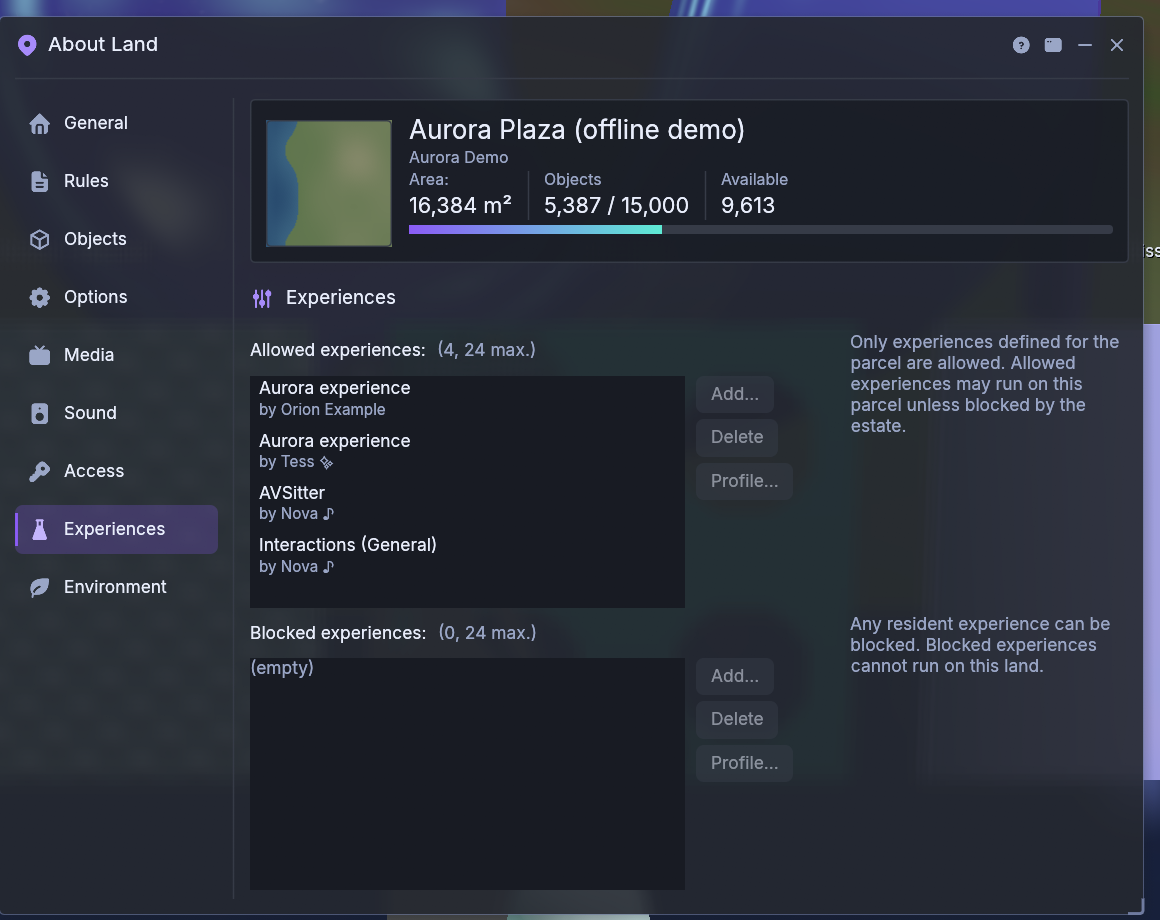 About Land
General
Rules
Objects
Options
Media
Sound
Access
Experiences
Environment
Aurora Plaza (offline demo)
Aurora Demo
Area:
16,384 m²
Objects
5,387 / 15,000
Available
9,613
Experiences
Allowed experiences: (4, 24 max.)
Aurora experience
by Orion Example
Aurora experience
by Tess
AVSitter
by Nova ♪
Interactions (General)
by Nova ♪
Add...
Delete
Profile...
Only experiences defined for the
parcel are allowed. Allowed
experiences may run on this
parcel unless blocked by the
estate.
Blocked experiences: (0, 24 max.)
(empty)
Add...
Delete
Profile...
Any resident experience can be
blocked. Blocked experiences
cannot run on this land.